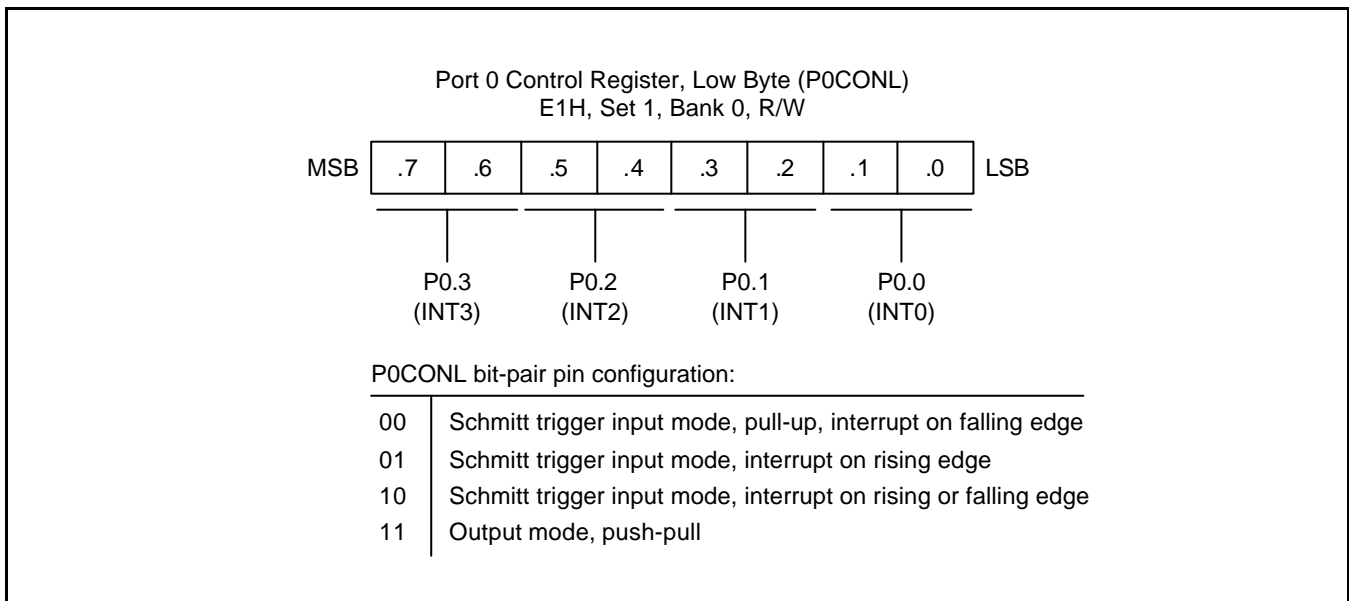 Port 0 Control Register, Low Byte (P0CONL)
E1H, Set 1, Bank 0, R/W
MSB .7 .6 .5 .4 .3 .2 .1 .0 LSB
P0.3 P0.2 P0.1 P0.0
(INT3) (INT2) (INT1) (INT0)
P0CONL bit-pair pin configuration:
00 Schmitt trigger input mode, pull-up, interrupt on falling edge
01 Schmitt trigger input mode, interrupt on rising edge
10 Schmitt trigger input mode, interrupt on rising or falling edge
11 Output mode, push-pull